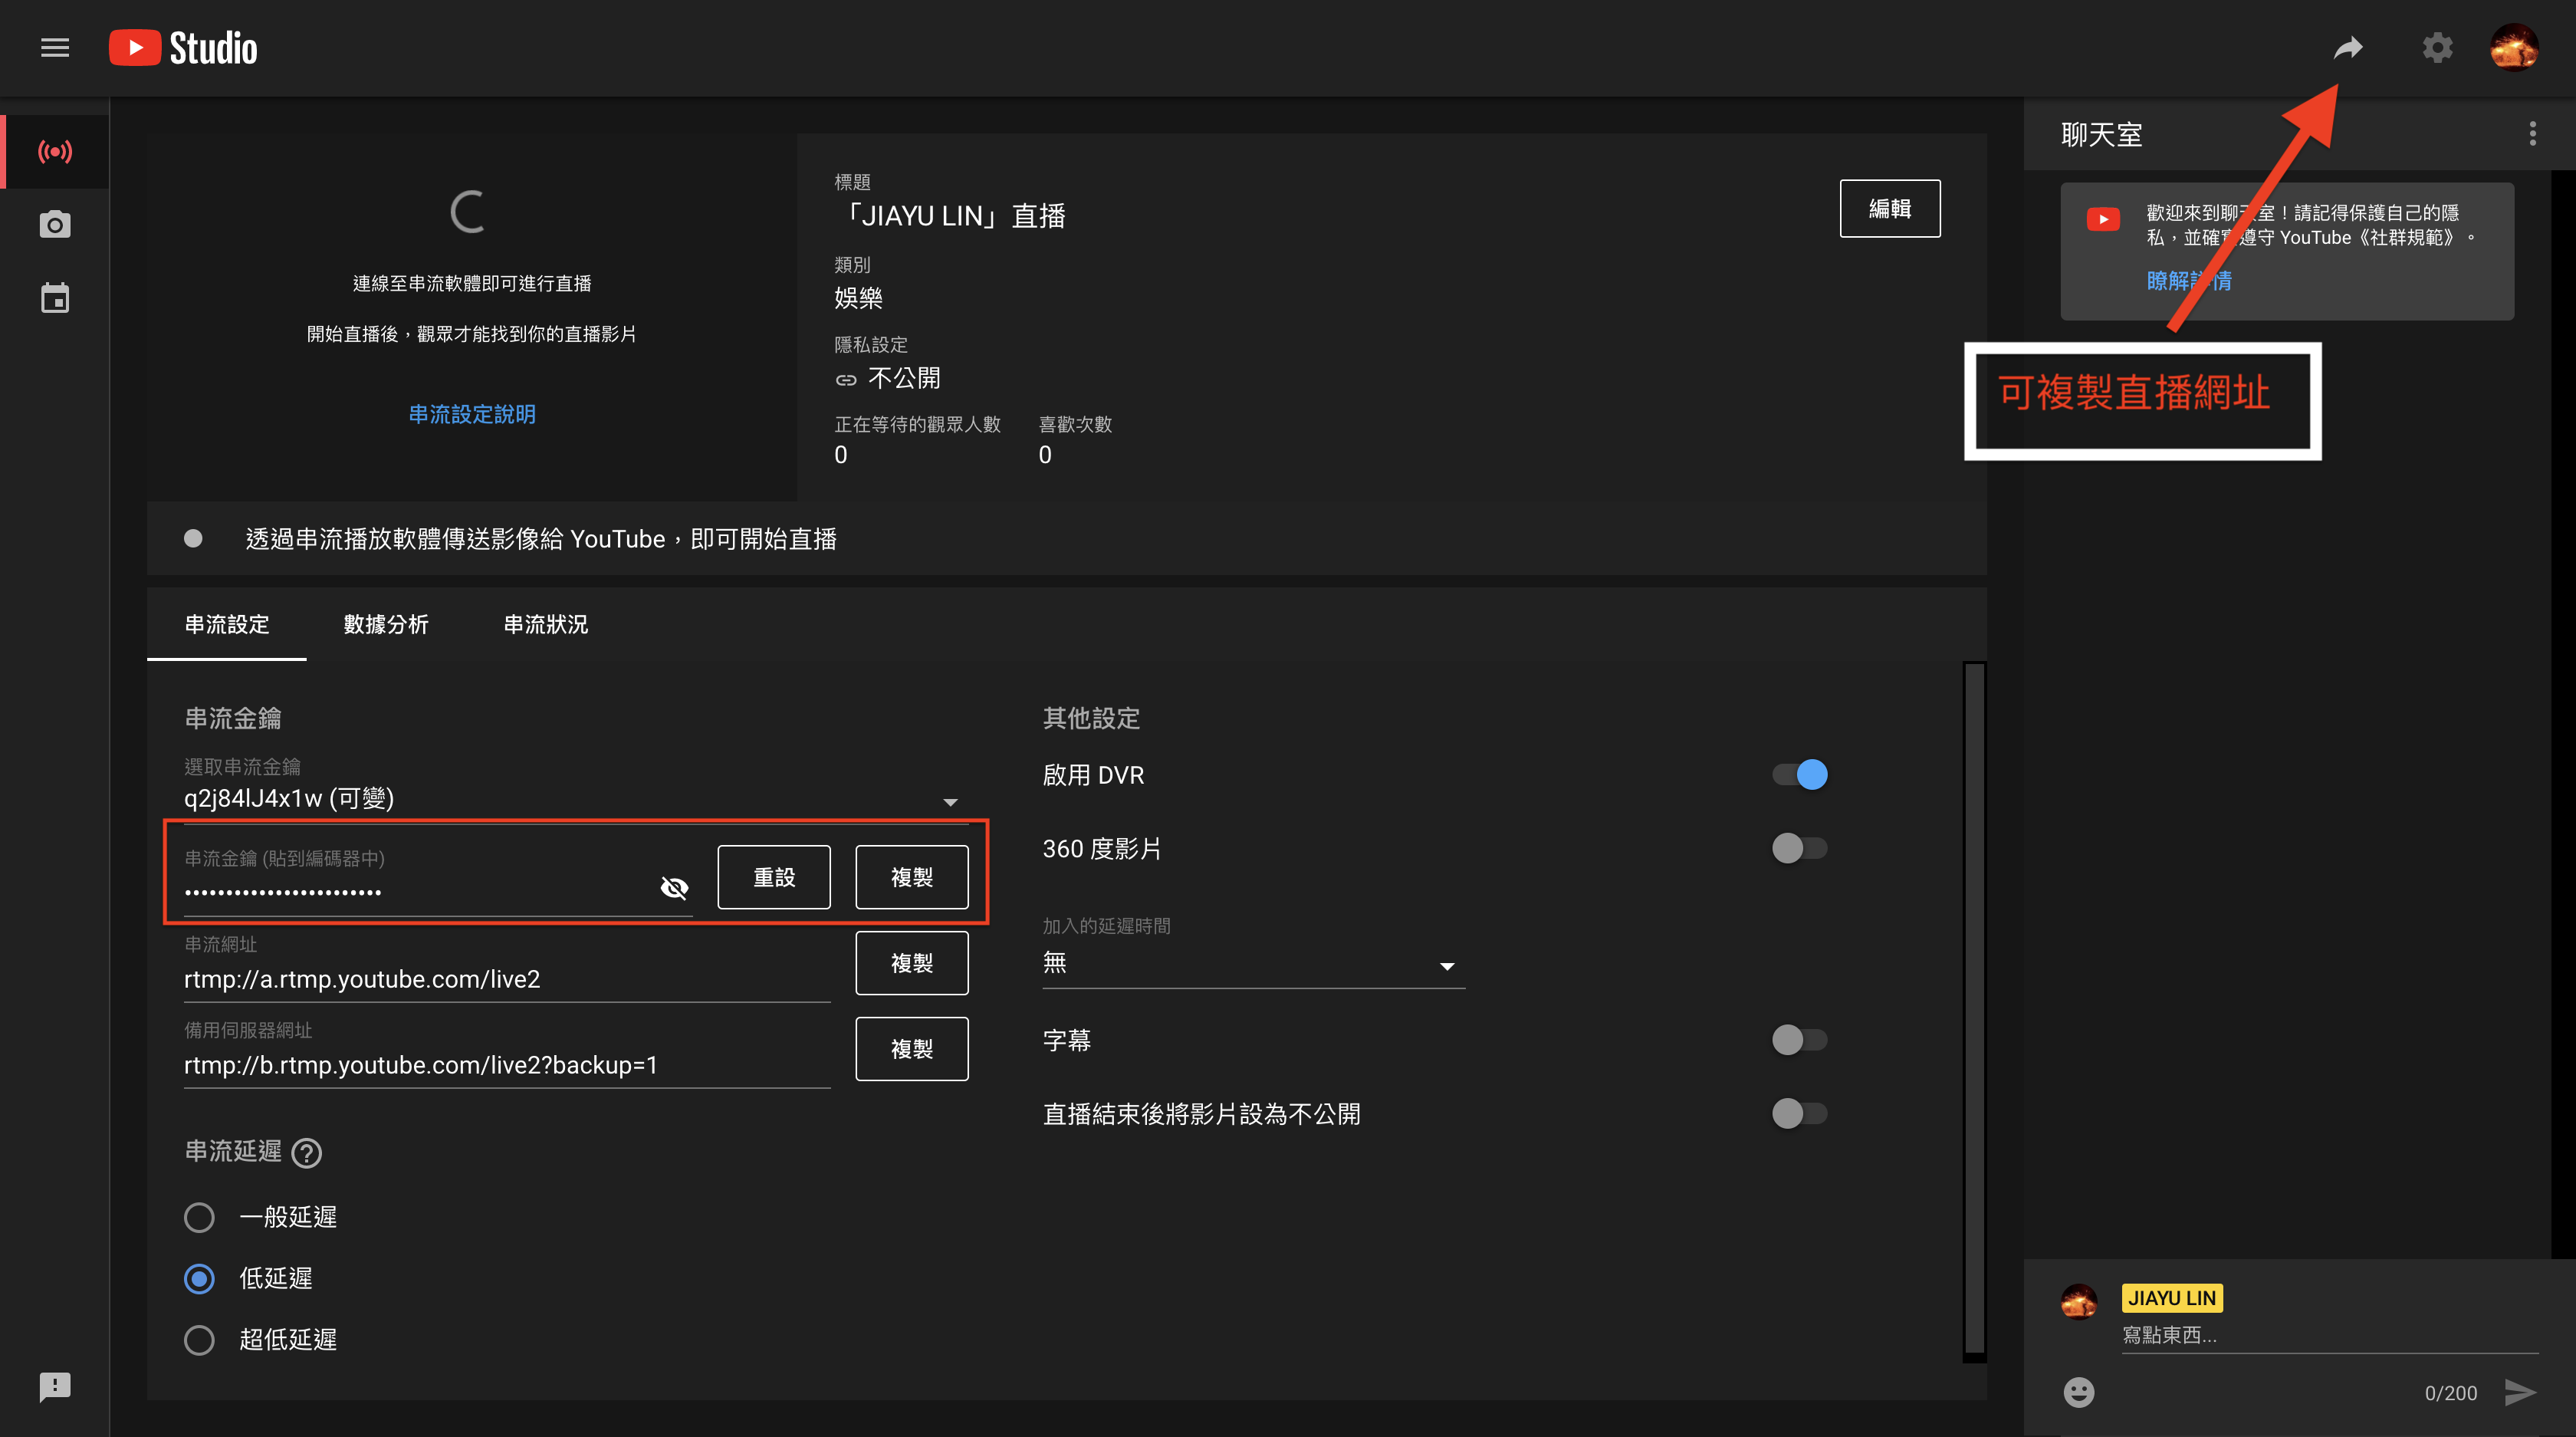 Studio
標題
「JIAYU LIN」直播
編輯
類別
娛樂
隱私設定
不公開
正在等待的觀眾人數
喜歡次數
0
0
連線至串流軟體即可進行直播
開始直播後，觀眾才能找到你的直播影片
串流設定說明
透過串流播放軟體傳送影像給 YouTube，即可開始直播
串流設定
數據分析
串流狀況
串流金鑰
選取串流金鑰
q2j84lJ4x1w (可變)
串流金鑰 (貼到編碼器中)
••••••••••••••••••••••••
重設
複製
串流網址
rtmp://a.rtmp.youtube.com/live2
複製
備用伺服器網址
rtmp://b.rtmp.youtube.com/live2?backup=1
複製
串流延遲
?
一般延遲
低延遲
超低延遲
其他設定
啟用 DVR
360 度影片
加入的延遲時間
無
字幕
直播結束後將影片設為不公開
聊天室
歡迎來到聊天室！請記得保護自己的隱
私，並確實遵守 YouTube《社群規範》。
瞭解詳情
可複製直播網址
JIAYU LIN
寫點東西...
0/200